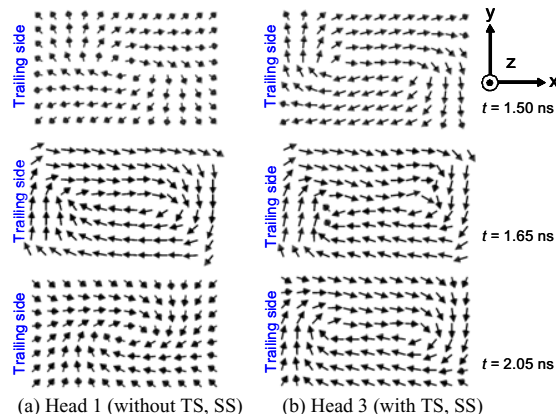 Trailing side
Trailing side
y
z
x
t = 1.50 ns
Trailing side
Trailing side
t = 1.65 ns
Trailing side
Trailing side
t = 2.05 ns
(a) Head 1 (without TS, SS)
(b) Head 3 (with TS, SS)